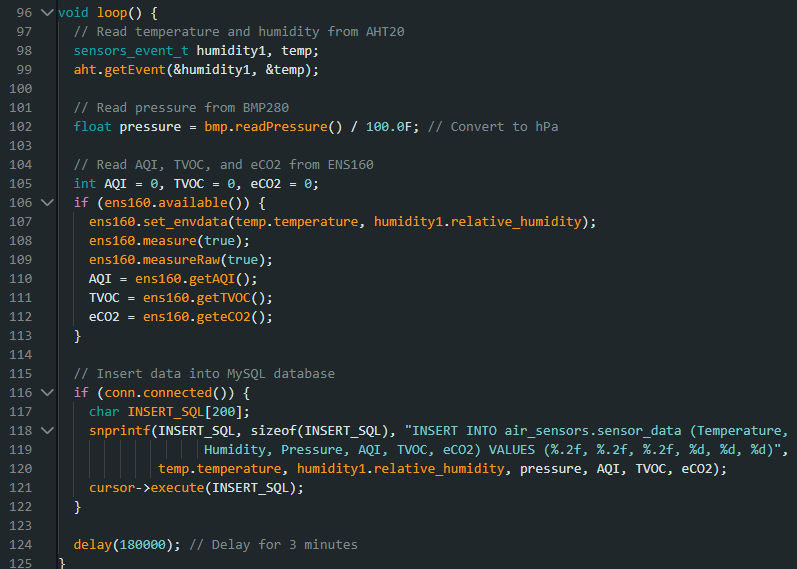 96 void loop() {
97 // Read temperature and humidity from AHT20
98 sensors_event_t humidity1, temp;
99 aht.getEvent(&humidity1, &temp);
100
101 // Read pressure from BMP280
102 float pressure = bmp.readPressure() / 100.0F; // Convert to hPa
103
104 // Read AQI, TVOC, and eCO2 from ENS160
105 int AQI = 0, TVOC = 0, eCO2 = 0;
106 if (ens160.available()) {
107 ens160.set_envdata(temp.temperature, humidity1.relative_humidity);
108 ens160.measure(true);
109 ens160.measureRaw(true);
110 AQI = ens160.getAQI();
111 TVOC = ens160.getTVOC();
112 eCO2 = ens160.geteCO2();
113 }
114
115 // Insert data into MySQL database
116 if (conn.connected()) {
117 char INSERT_SQL[200];
118 snprintf(INSERT_SQL, sizeof(INSERT_SQL), "INSERT INTO air_sensors.sensor_data (Temperature,
119 Humidity, Pressure, AQI, TVOC, eCO2) VALUES (%.2f, %.2f, %.2f, %d, %d, %d)",
120 temp.temperature, humidity1.relative_humidity, pressure, AQI, TVOC, eCO2);
121 cursor->execute(INSERT_SQL);
122 }
123
124 delay(180000); // Delay for 3 minutes
125 }